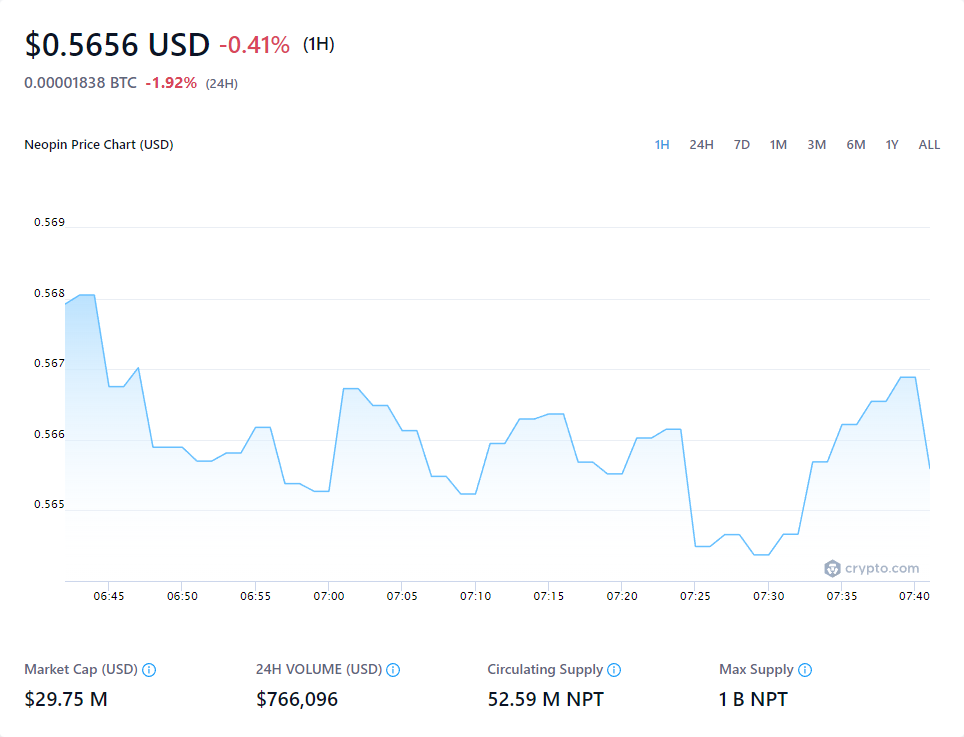 $0.5656 USD -0.41% (1H)
0.00001838 BTC -1.92% (24H)
Neopin Price Chart (USD) 1H 24H 7D 1M 3M 6M 1Y ALL
0.569
0.568
0.567
0.566
0.565
crypto.com
06:45 06:50 06:55 07:00 07:05 07:10 07:15 07:20 07:25 07:30 07:35 07:40
Market Cap (USD) 24H VOLUME (USD) Circulating Supply Max Supply
$29.75 M $766,096 52.59 M NPT 1 B NPT